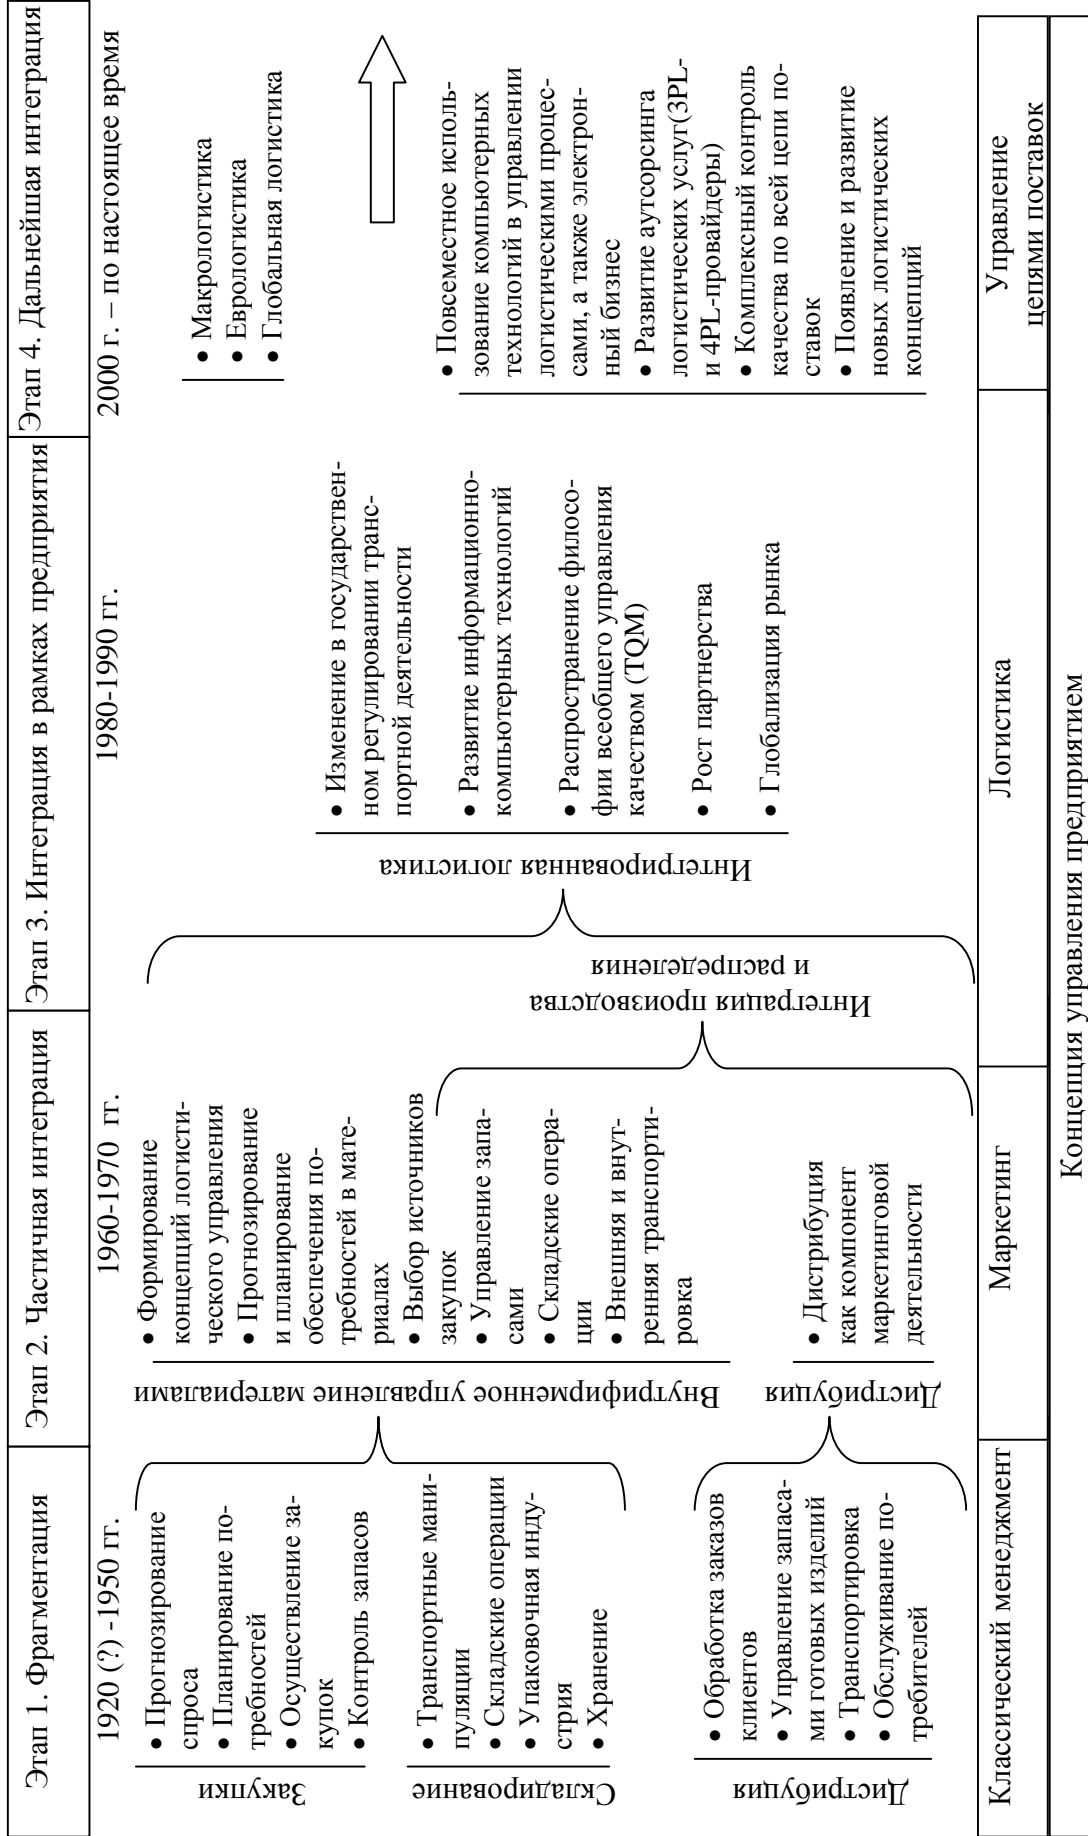 Этап 1. Фрагментация
Этап 2. Частичная интеграция
Этап 3. Интеграция в рамках предприятия
Этап 4. Дальнейшая интеграция
1920 (?) -1950 гг.
1960-1970 гг.
1980-1990 гг.
2000 г. – по настоящее время
Закупки
• Прогнозирование
спроса
• Планирование по-
требностей
• Осуществление за-
купок
• Контроль запасов
Складирование
• Транспортные мани-
пуляции
• Складские операции
• Упаковочная инду-
стрия
• Хранение
Дистрибуция
• Обработка заказов
клиентов
• Управление запаса-
ми готовых изделий
• Транспортировка
• Обслуживание по-
требителей
Внутрифирменное управление материалами
• Формирование
концепций логисти-
ческого управления
• Прогнозирование
и планирование
обеспечения по-
требностей в мате-
риалах
• Выбор источников
закупок
• Управление запа-
сами
• Складские опера-
ции
• Внешняя и внут-
ренняя транспорти-
ровка
Дистрибуция
• Дистрибуция
как компонент
маркетинговой
деятельности
Интеграция производства
и распределения
Интегрированная логистика
• Изменение в государствен-
ном регулировании транс-
портной деятельности
• Развитие информационно-
компьютерных технологий
• Распространение филосо-
фии всеобщего управления
качеством (TQM)
• Рост партнерства
• Глобализация рынка
• Макрологистика
• Еврологистика
• Глобальная логистика
• Повсеместное исполь-
зование компьютерных
технологий в управлении
логистическими процес-
сами, а также электрон-
ный бизнес
• Развитие аутсорсинга
логистических услуг(3PL-
и 4PL-провайдеры)
• Комплексный контроль
качества по всей цепи по-
ставок
• Появление и развитие
новых логистических
концепций
Классический менеджмент
Маркетинг
Логистика
Управление
цепями поставок
Концепция управления предприятием